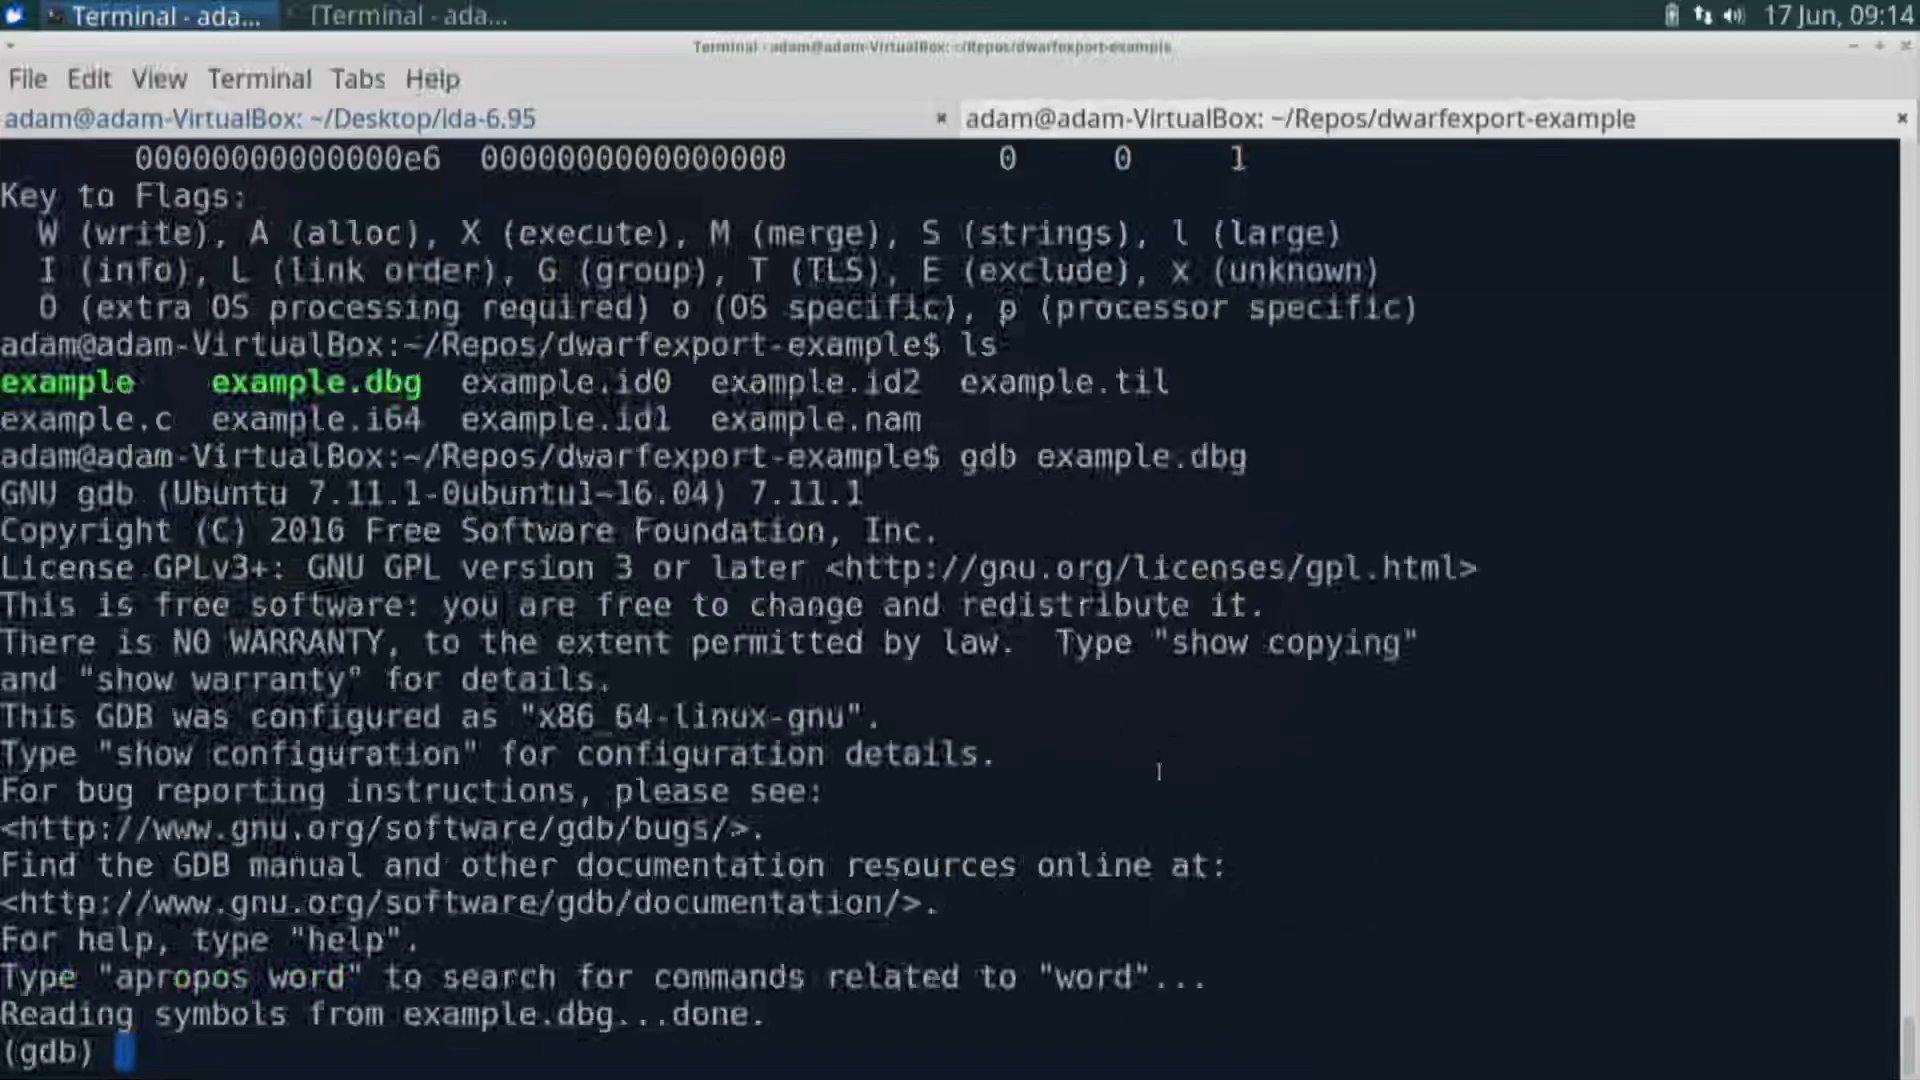 Terminal - ada...
[Terminal - ada...
17 Jun, 09:14
Terminal - adam@adam-VirtualBox: ~/Repos/dwarfexport-example
File Edit View Terminal Tabs Help
adam@adam-VirtualBox: ~/Desktop/ida-6.95
adam@adam-VirtualBox: ~/Repos/dwarfexport-example
00000000000000e6 0000000000000000 0 0 1
Key to Flags:
W (write), A (alloc), X (execute), M (merge), S (strings), l (large)
I (info), L (link order), G (group), T (TLS), E (exclude), x (unknown)
O (extra OS processing required) o (OS specific), p (processor specific)
adam@adam-VirtualBox:~/Repos/dwarfexport-example$ ls
example example.dbg example.id0 example.id2 example.til
example.c example.i64 example.id1 example.nam
adam@adam-VirtualBox:~/Repos/dwarfexport-example$ gdb example.dbg
GNU gdb (Ubuntu 7.11.1-0ubuntu1~16.04) 7.11.1
Copyright (C) 2016 Free Software Foundation, Inc.
License GPLv3+: GNU GPL version 3 or later <http://gnu.org/licenses/gpl.html>
This is free software: you are free to change and redistribute it.
There is NO WARRANTY, to the extent permitted by law.  Type "show copying"
and "show warranty" for details.
This GDB was configured as "x86_64-linux-gnu".
Type "show configuration" for configuration details.
For bug reporting instructions, please see:
<http://www.gnu.org/software/gdb/bugs/>.
Find the GDB manual and other documentation resources online at:
<http://www.gnu.org/software/gdb/documentation/>.
For help, type "help".
Type "apropos word" to search for commands related to "word"...
Reading symbols from example.dbg...done.
(gdb)